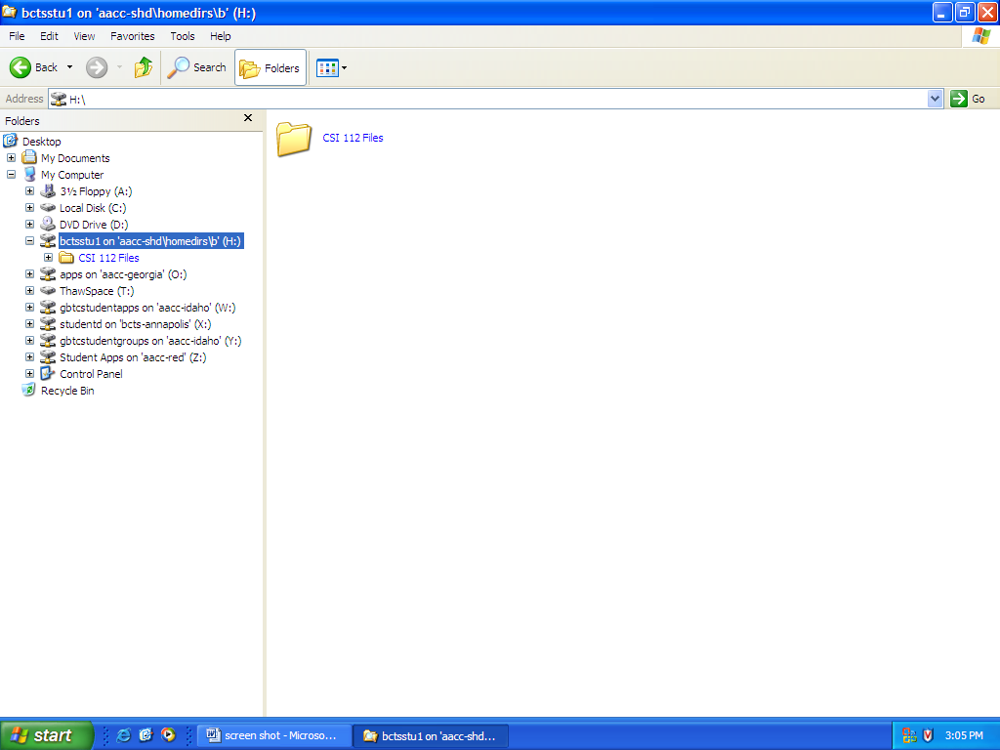 bctsstu1 on 'aacc-shd\homedirs\b' (H:)
File Edit View Favorites Tools Help
Back Search Folders
Address H:\ Go
Folders
Desktop
My Documents
My Computer
3½ Floppy (A:)
Local Disk (C:)
DVD Drive (D:)
bctsstu1 on 'aacc-shd\homedirs\b' (H:)
CSI 112 Files
apps on 'aacc-georgia' (O:)
ThawSpace (T:)
gbtcstudentapps on 'aacc-idaho' (W:)
studentd on 'bcts-annapolis' (X:)
gbtcstudentgroups on 'aacc-idaho' (Y:)
Student Apps on 'aacc-red' (Z:)
Control Panel
Recycle Bin
CSI 112 Files
start screen shot - Microso... bctsstu1 on 'aacc-shd... 3:05 PM